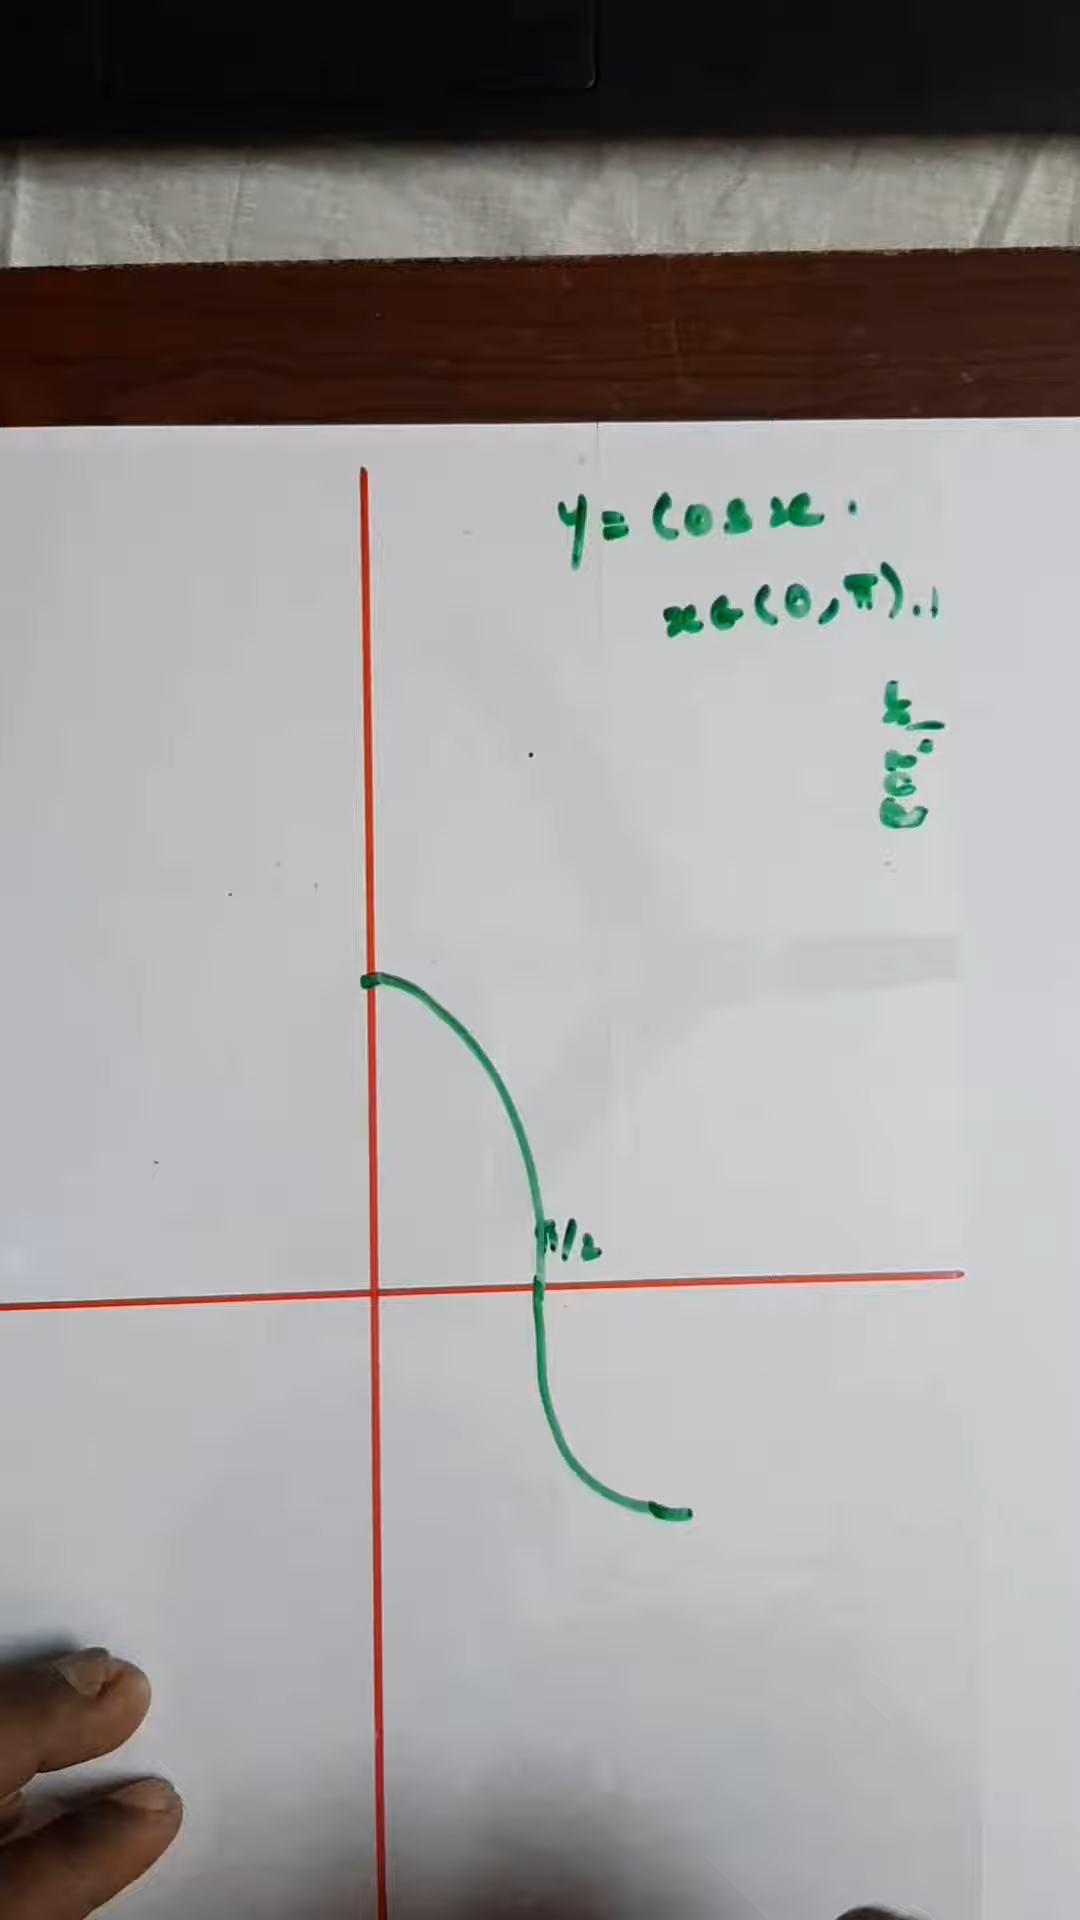 y = cos x .
x ∈ (0, π) .
π/2